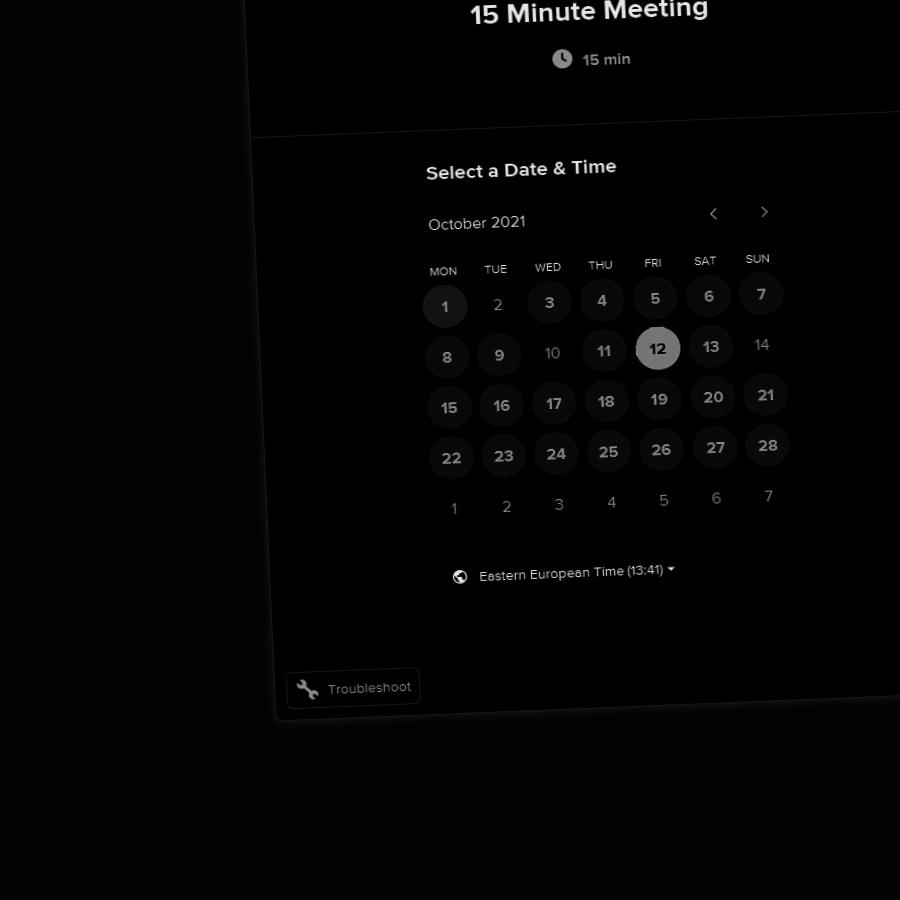 15 Minute Meeting
15 min
Select a Date & Time
October 2021
MON TUE WED THU FRI SAT SUN
1 2 3 4 5 6 7
8 9 10 11 12 13 14
15 16 17 18 19 20 21
22 23 24 25 26 27 28
1 2 3 4 5 6 7
Eastern European Time (13:41)
Troubleshoot